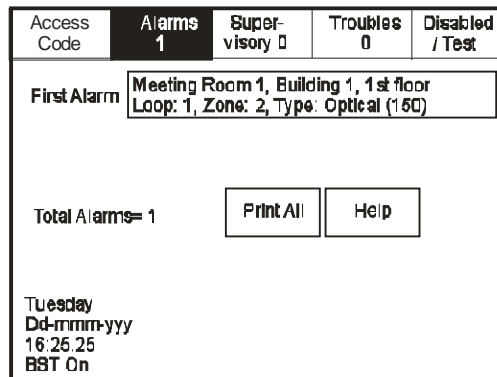 Access Code
Alarms 1
Super-visory 0
Troubles 0
Disabled / Test
First Alarm
Meeting Room 1, Building 1, 1st floor
Loop: 1, Zone: 2, Type: Optical (150)
Total Alarms= 1
Print All
Help
Tuesday
Dd-mmm-yyy
16:25.25
BST On